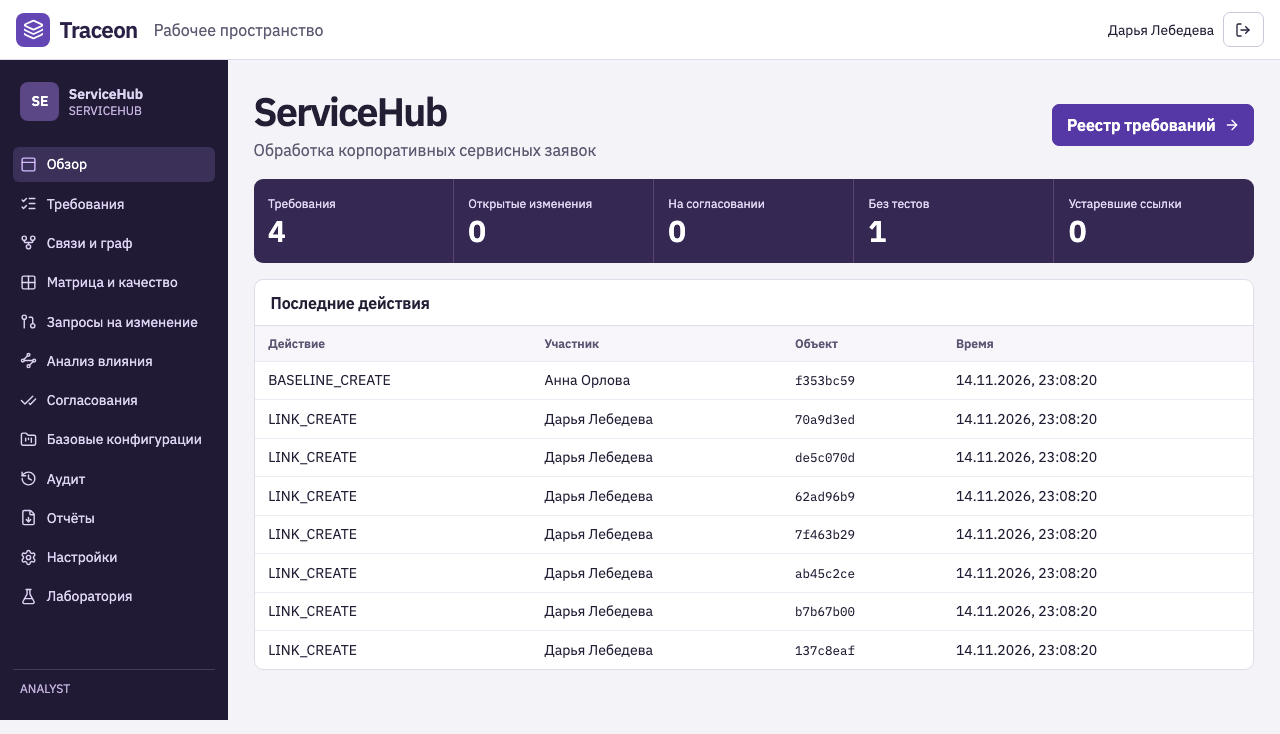 Traceon Рабочее пространство Дарья Лебедева
SE ServiceHub
SERVICEHUB
Обзор
Требования
Связи и граф
Матрица и качество
Запросы на изменение
Анализ влияния
Согласования
Базовые конфигурации
Аудит
Отчёты
Настройки
Лаборатория
ANALYST
ServiceHub
Обработка корпоративных сервисных заявок
Реестр требований
Требования Открытые изменения На согласовании Без тестов Устаревшие ссылки
4 0 0 1 0
Последние действия
Действие Участник Объект Время
BASELINE_CREATE Анна Орлова f353bc59 14.11.2026, 23:08:20
LINK_CREATE Дарья Лебедева 70a9d3ed 14.11.2026, 23:08:20
LINK_CREATE Дарья Лебедева de5c070d 14.11.2026, 23:08:20
LINK_CREATE Дарья Лебедева 62ad96b9 14.11.2026, 23:08:20
LINK_CREATE Дарья Лебедева 7f463b29 14.11.2026, 23:08:20
LINK_CREATE Дарья Лебедева ab45c2ce 14.11.2026, 23:08:20
LINK_CREATE Дарья Лебедева b7b67b00 14.11.2026, 23:08:20
LINK_CREATE Дарья Лебедева 137c8eaf 14.11.2026, 23:08:20